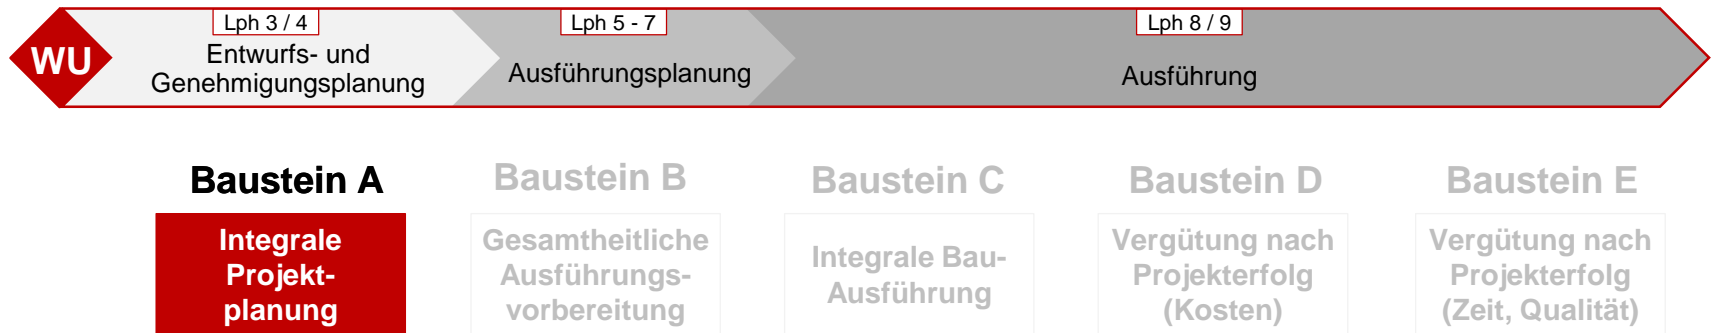 WU
Lph 3 / 4
Entwurfs- und
Genehmigungsplanung
Lph 5 - 7
Ausführungsplanung
Lph 8 / 9
Ausführung
Baustein A
Integrale
Projekt-
planung
Baustein B
Gesamtheitliche
Ausführungs-
vorbereitung
Baustein C
Integrale Bau-
Ausführung
Baustein D
Vergütung nach
Projekterfolg
(Kosten)
Baustein E
Vergütung nach
Projekterfolg
(Zeit, Qualität)